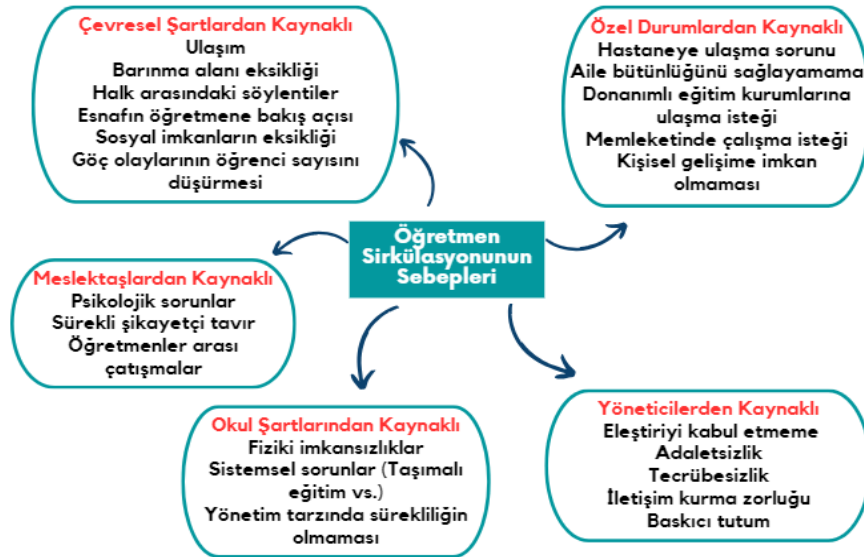 Çevresel Şartlardan Kaynaklı
Ulaşım
Barınma alanı eksikliği
Halk arasındaki söylentiler
Esnafın öğretmene bakış açısı
Sosyal imkanların eksikliği
Göç olaylarının öğrenci sayısını
düşürmesi
Özel Durumlardan Kaynaklı
Hastaneye ulaşma sorunu
Aile bütünlüğünü sağlayamama
Donanımlı eğitim kurumlarına
ulaşma isteği
Memleketinde çalışma isteği
Kişisel gelişime imkan
olmaması
Öğretmen
Sirkülasyonunun
Sebepleri
Meslektaşlardan Kaynaklı
Psikolojik sorunlar
Sürekli şikayetçi tavır
Öğretmenler arası
çatışmalar
Okul Şartlarından Kaynaklı
Fiziki imkansızlıklar
Sistemsel sorunlar (Taşımalı
eğitim vs.)
Yönetim tarzında sürekliliğin
olmaması
Yöneticilerden Kaynaklı
Eleştiriyi kabul etmeme
Adaletsizlik
Tecrübesizlik
İletişim kurma zorluğu
Baskıcı tutum